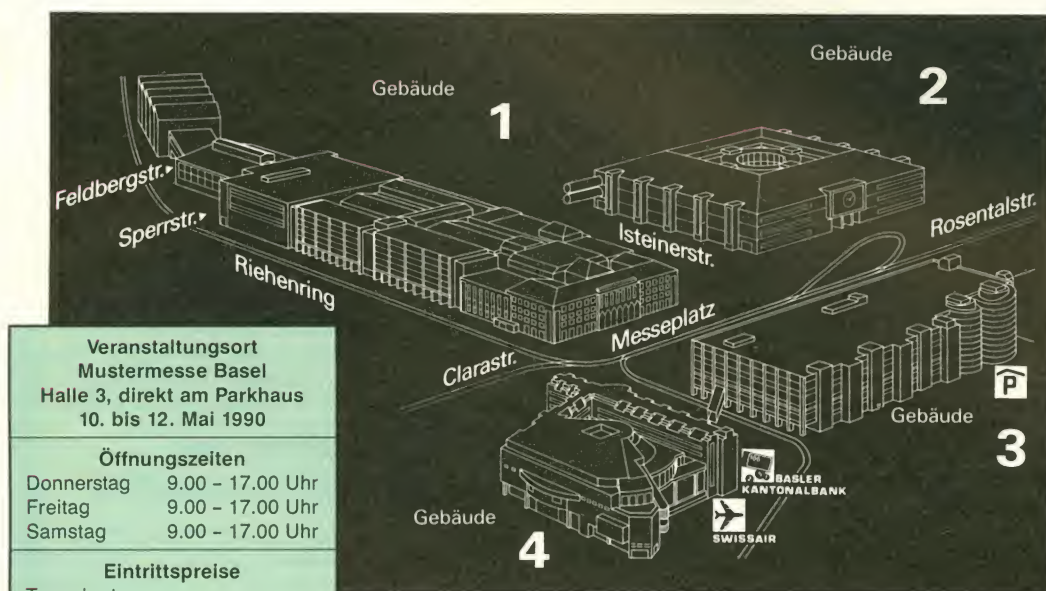 Gebäude
1
Gebäude
2
Feldbergstr.
Sperrstr.
Riehenring
Isteinerstr.
Rosentalstr.
Messeplatz
Clarastr.
P
Gebäude
3
BASLER
KANTONALBANK
SWISSAIR
Gebäude
4
Veranstaltungsort
Mustermesse Basel
Halle 3, direkt am Parkhaus
10. bis 12. Mai 1990
Öffnungszeiten
Donnerstag 9.00 – 17.00 Uhr
Freitag 9.00 – 17.00 Uhr
Samstag 9.00 – 17.00 Uhr
Eintrittspreise